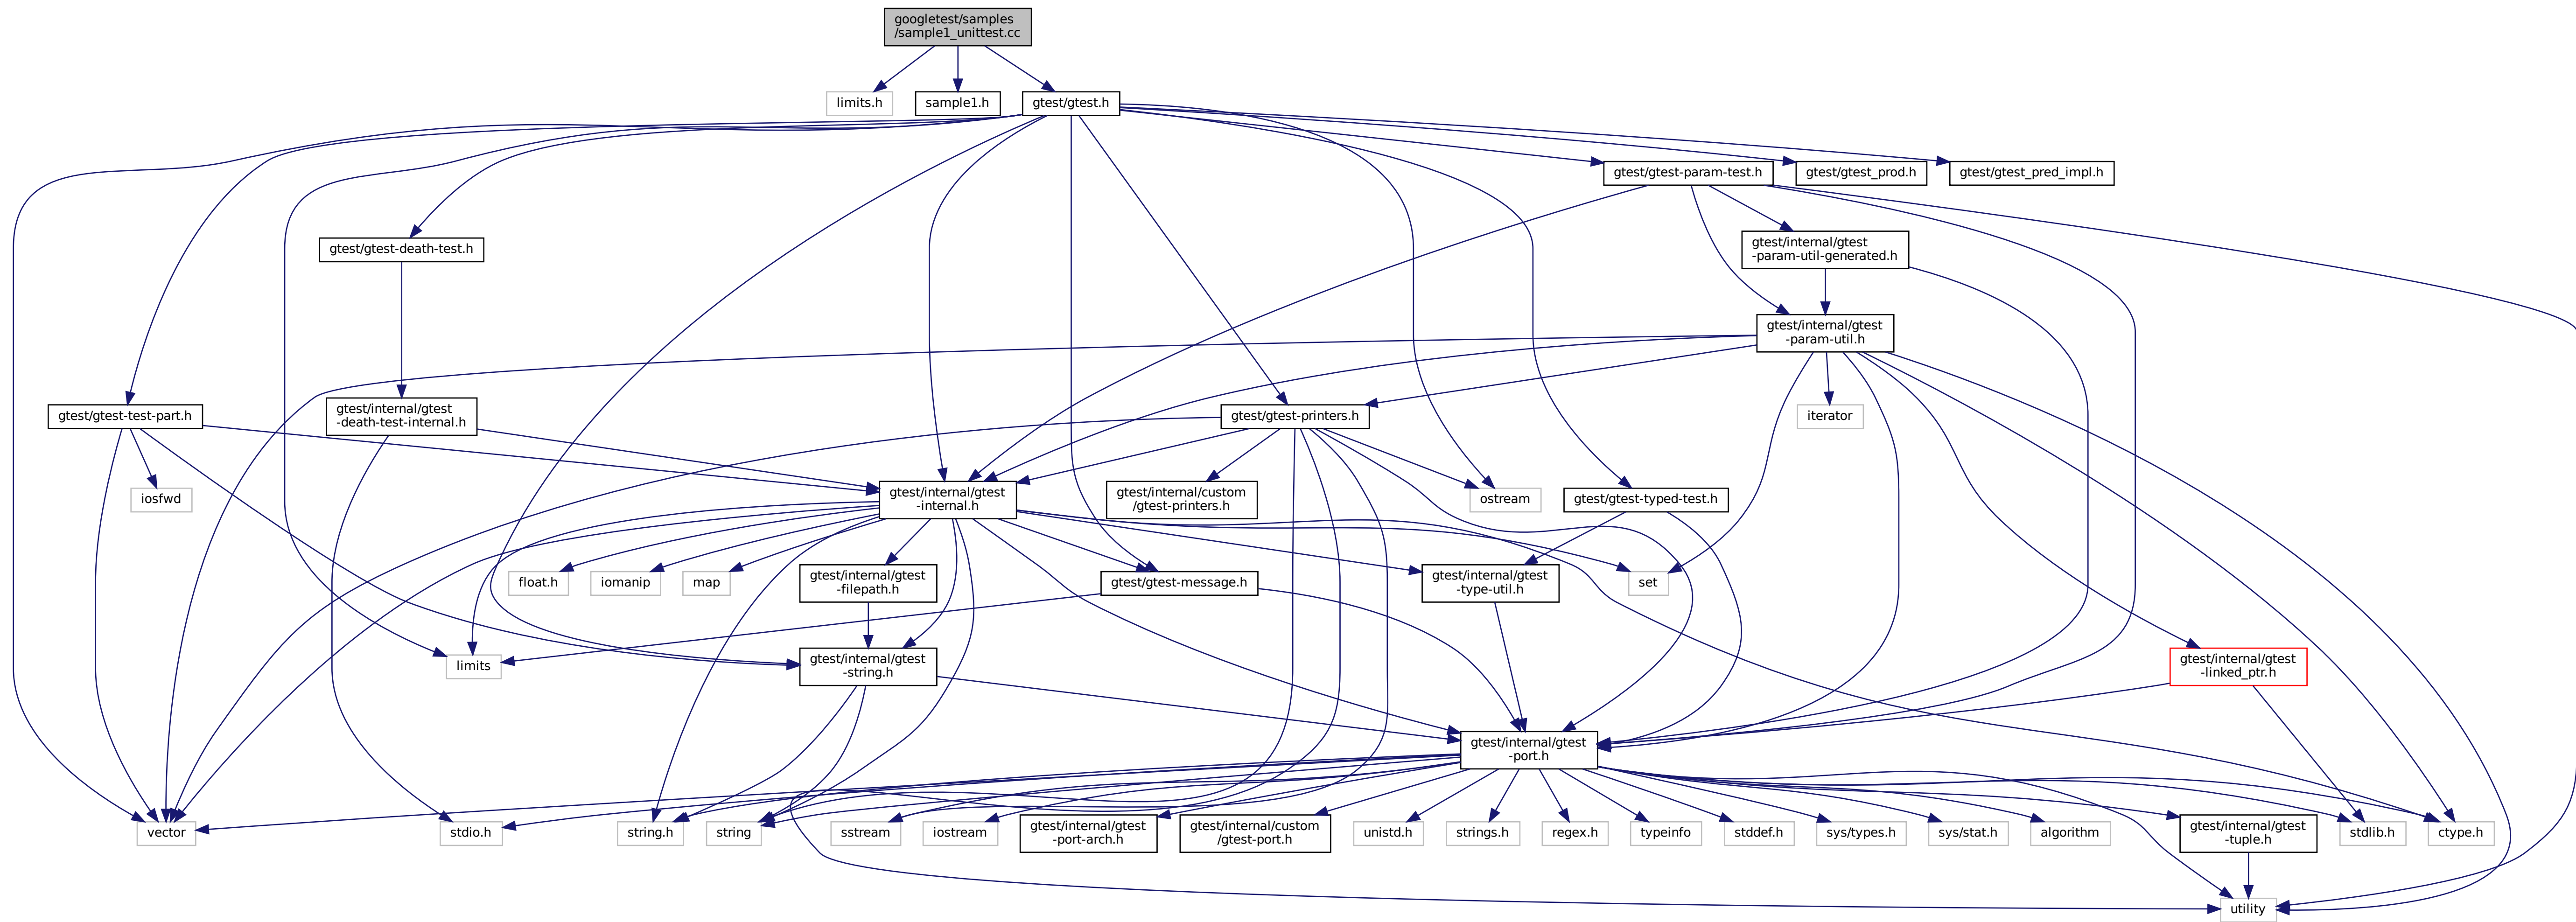 googletest/samples
/sample1_unittest.cc
limits.h
sample1.h
gtest/gtest.h
gtest/gtest-param-test.h
gtest/gtest_prod.h
gtest/gtest_pred_impl.h
gtest/gtest-death-test.h
gtest/internal/gtest
-param-util-generated.h
gtest/internal/gtest
-param-util.h
gtest/gtest-test-part.h
gtest/internal/gtest
-death-test-internal.h
gtest/gtest-printers.h
iterator
iosfwd
gtest/internal/gtest
-internal.h
gtest/internal/custom
/gtest-printers.h
ostream
gtest/gtest-typed-test.h
float.h
iomanip
map
gtest/internal/gtest
-filepath.h
gtest/gtest-message.h
gtest/internal/gtest
-type-util.h
set
limits
gtest/internal/gtest
-string.h
gtest/internal/gtest
-linked_ptr.h
gtest/internal/gtest
-port.h
vector
stdio.h
string.h
string
sstream
iostream
gtest/internal/gtest
-port-arch.h
gtest/internal/custom
/gtest-port.h
unistd.h
strings.h
regex.h
typeinfo
stddef.h
sys/types.h
sys/stat.h
algorithm
gtest/internal/gtest
-tuple.h
stdlib.h
ctype.h
utility